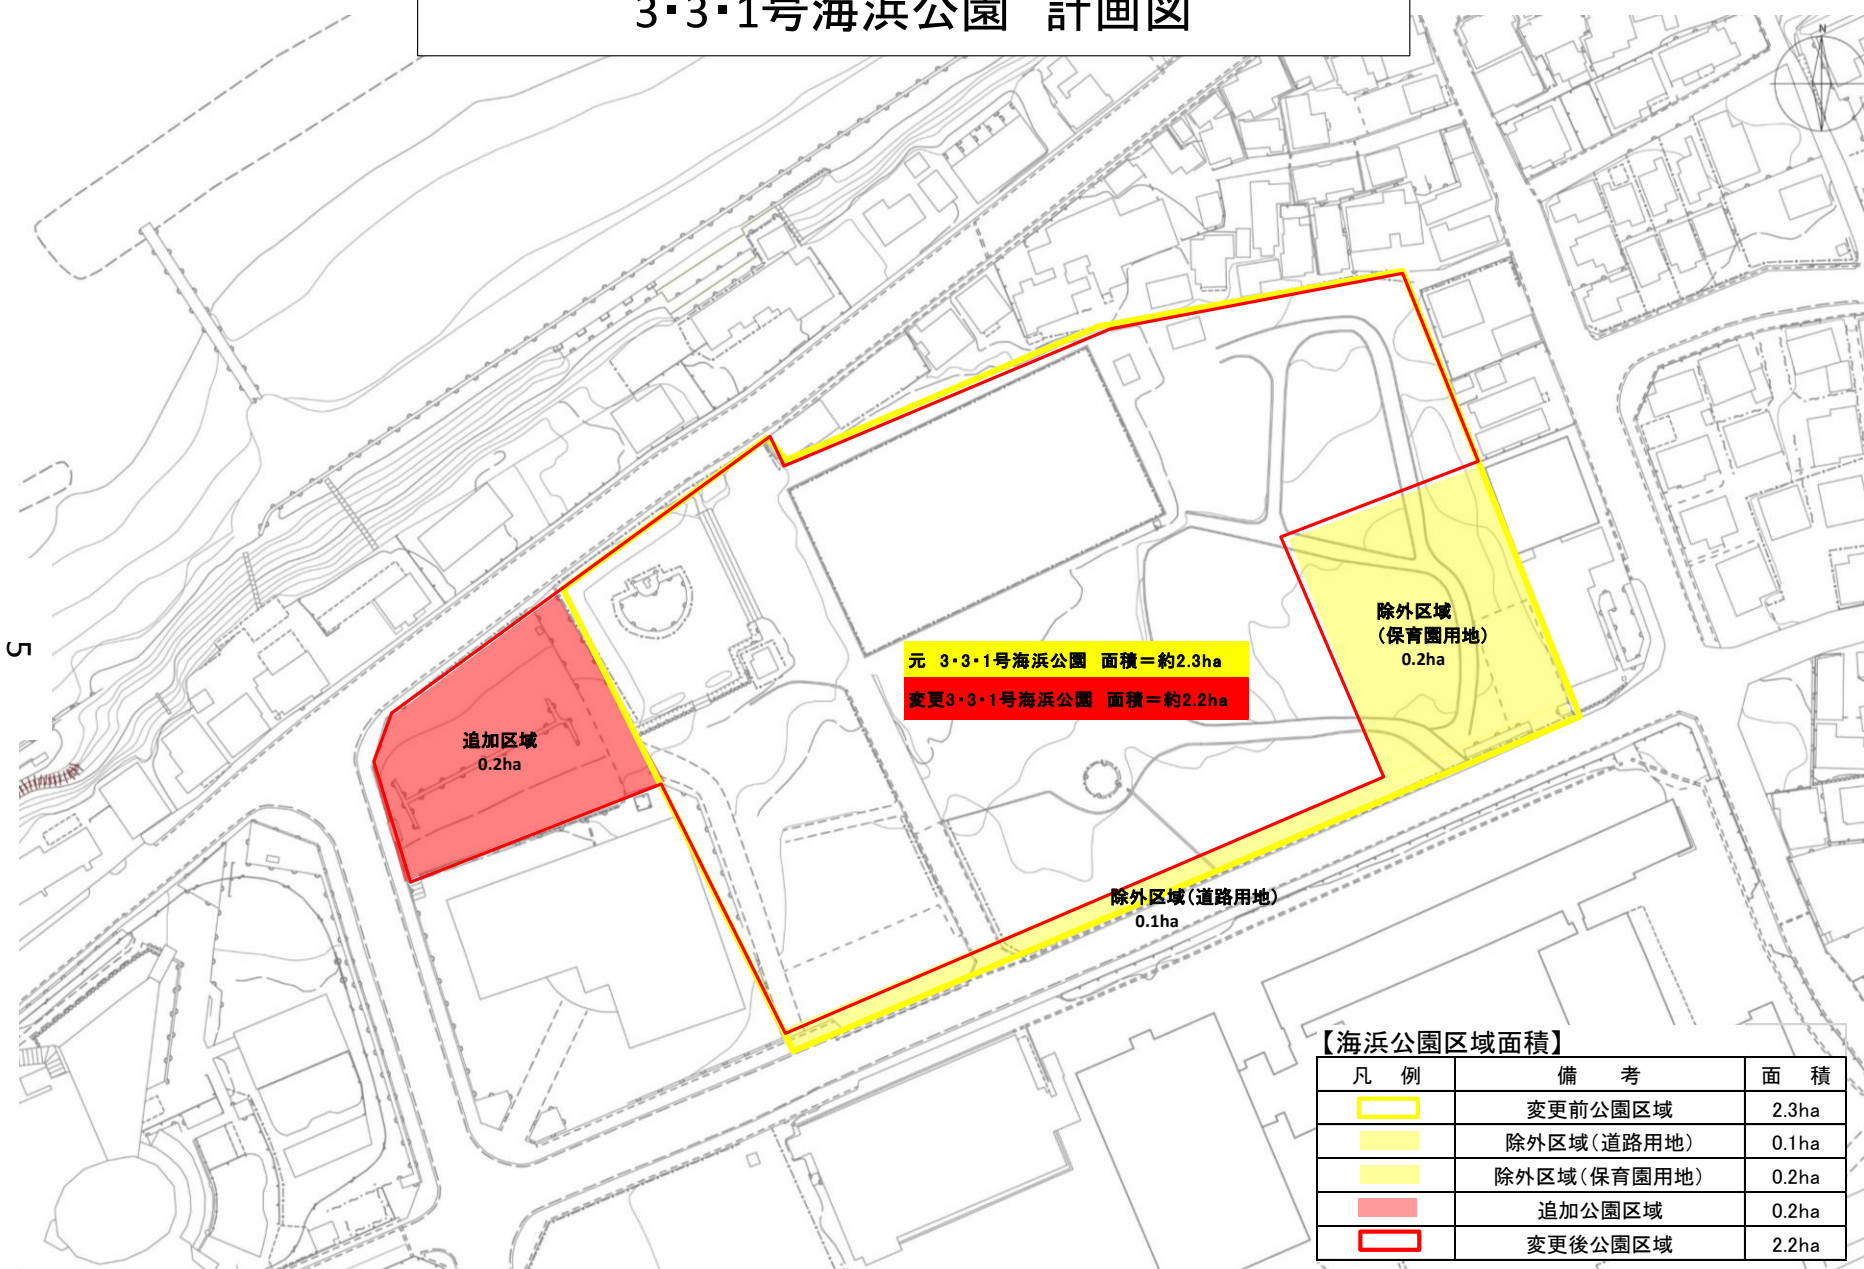 3・3・1号海浜公園 計画図
N
元 3・3・1号海浜公園 面積＝約2.3ha
変更3・3・1号海浜公園 面積＝約2.2ha
除外区域
（保育園用地）
0.2ha
追加区域
0.2ha
除外区域（道路用地）
0.1ha
5
【海浜公園区域面積】
凡 例 備 考 面 積
変更前公園区域 2.3ha
除外区域（道路用地） 0.1ha
除外区域（保育園用地） 0.2ha
追加公園区域 0.2ha
変更後公園区域 2.2ha